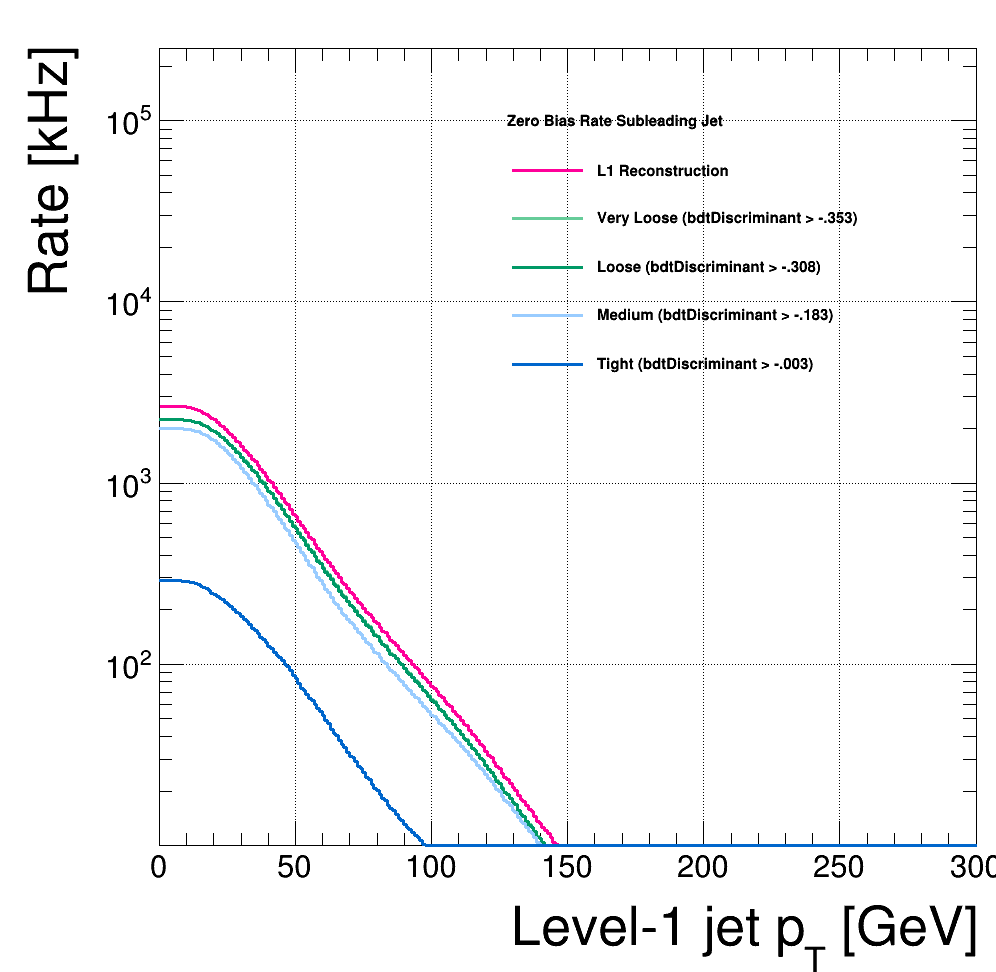 Rate [kHz]
10^5
10^4
10^3
10^2
Zero Bias Rate Subleading Jet
L1 Reconstruction
Very Loose (bdtDiscriminant > -.353)
Loose (bdtDiscriminant > -.308)
Medium (bdtDiscriminant > -.183)
Tight (bdtDiscriminant > -.003)
0 50 100 150 200 250 300
Level-1 jet p_T [GeV]